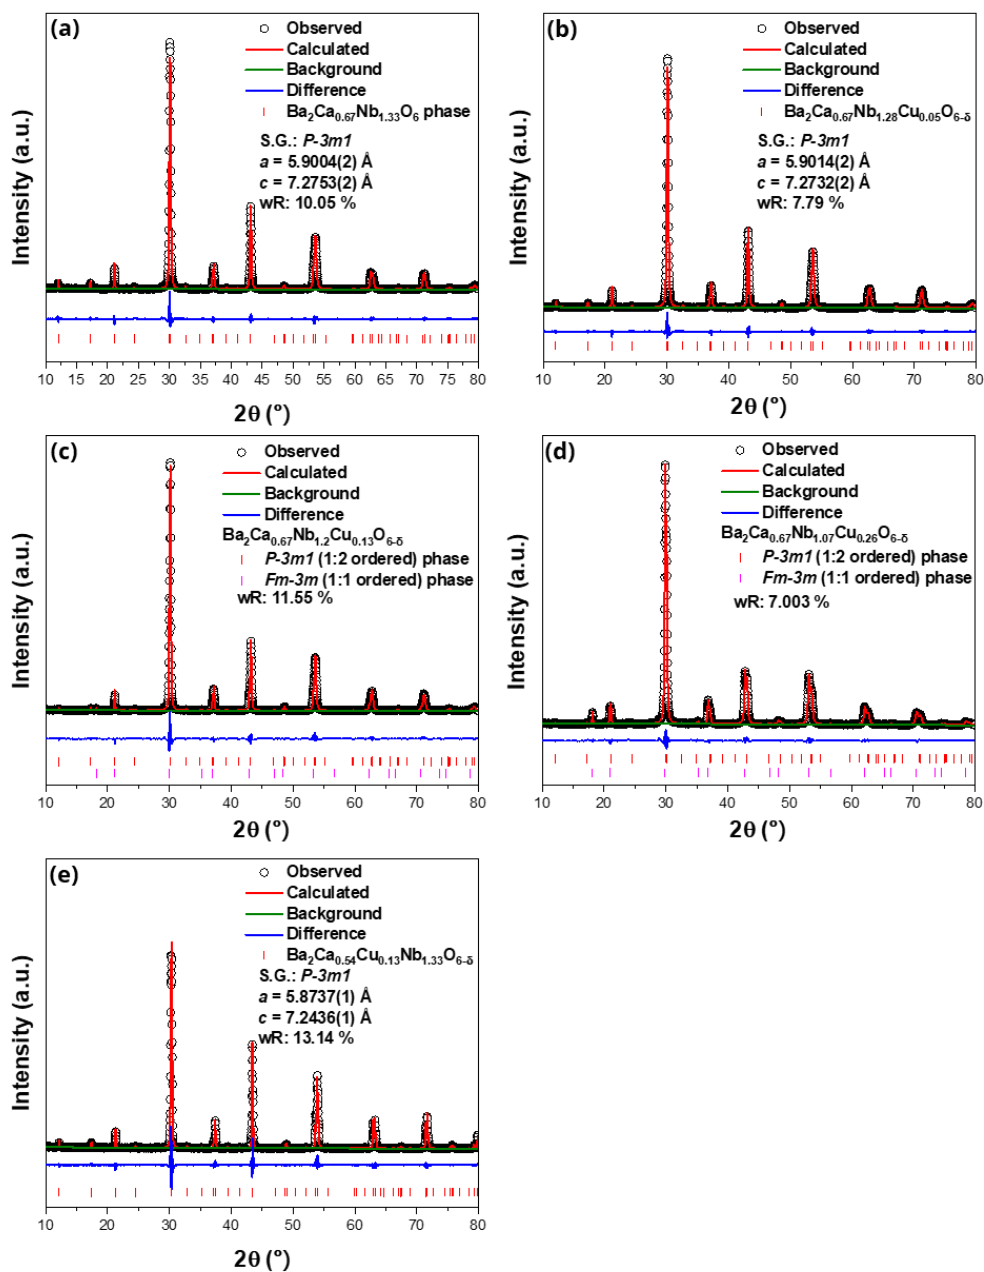 (a)
Observed
Calculated
Background
Difference
Ba₂Ca₀.₆₇Nb₁.₃₃O₆ phase
S.G.: P-3m1
a = 5.9004(2) Å
c = 7.2753(2) Å
wR: 10.05 %
Intensity (a.u.)
10 15 20 25 30 35 40 45 50 55 60 65 70 75 80
2θ (°)
(b)
Observed
Calculated
Background
Difference
Ba₂Ca₀.₆₇Nb₁.₂₈Cu₀.₀₅O₆₋δ
S.G.: P-3m1
a = 5.9014(2) Å
c = 7.2732(2) Å
wR: 7.79 %
Intensity (a.u.)
10 20 30 40 50 60 70 80
2θ (°)
(c)
Observed
Calculated
Background
Difference
Ba₂Ca₀.₆₇Nb₁.₂Cu₀.₁₃O₆₋δ
P-3m1 (1:2 ordered) phase
Fm-3m (1:1 ordered) phase
wR: 11.55 %
Intensity (a.u.)
10 20 30 40 50 60 70 80
2θ (°)
(d)
Observed
Calculated
Background
Difference
Ba₂Ca₀.₆₇Nb₁.₀₇Cu₀.₂₆O₆₋δ
P-3m1 (1:2 ordered) phase
Fm-3m (1:1 ordered) phase
wR: 7.003 %
Intensity (a.u.)
10 20 30 40 50 60 70 80
2θ (°)
(e)
Observed
Calculated
Background
Difference
Ba₂Ca₀.₅₄Cu₀.₁₃Nb₁.₃₃O₆₋δ
S.G.: P-3m1
a = 5.8737(1) Å
c = 7.2436(1) Å
wR: 13.14 %
Intensity (a.u.)
10 20 30 40 50 60 70 80
2θ (°)